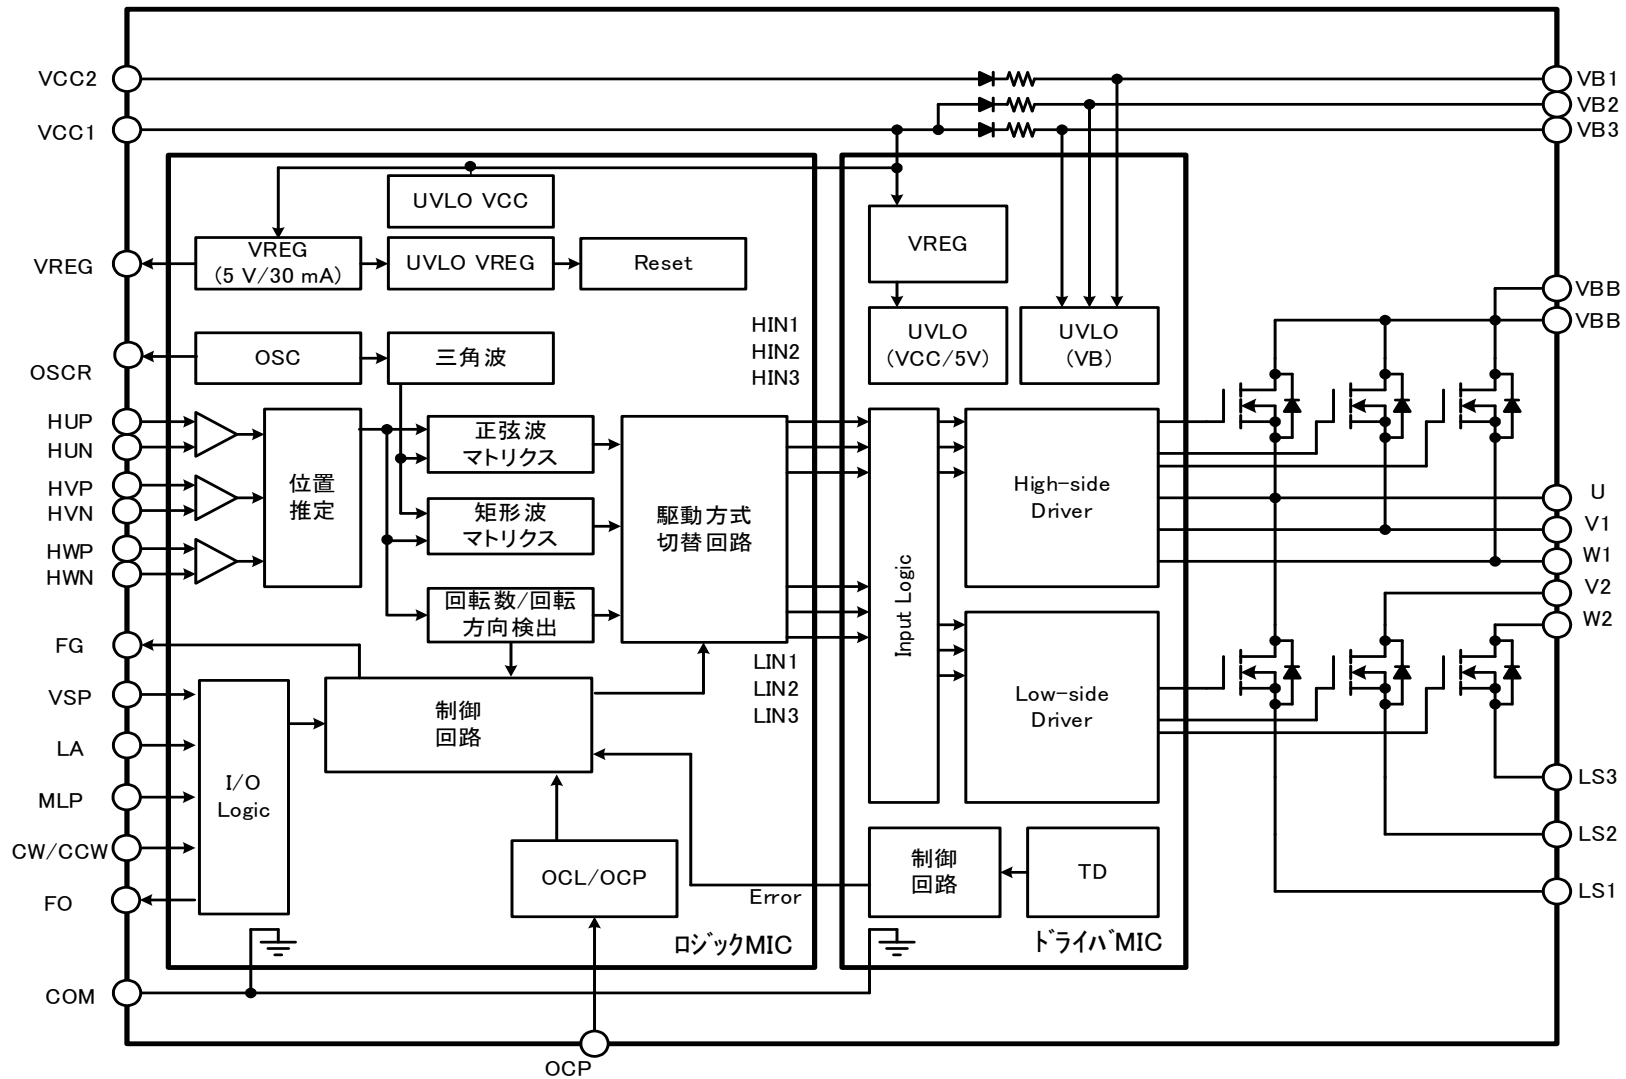 VCC2
VCC1
VREG
OSCR
HUP
HUN
HVP
HVN
HWP
HWN
FG
VSP
LA
MLP
CW/CCW
FO
COM
OCP
UVLO VCC
VREG
(5 V/30 mA)
UVLO VREG
Reset
OSC
三角波
位置
推定
正弦波
マトリクス
矩形波
マトリクス
回転数/回転
方向検出
駆動方式
切替回路
HIN1
HIN2
HIN3
LIN1
LIN2
LIN3
制御
回路
I/O
Logic
OCL/OCP
Error
ロジックMIC
VREG
UVLO
(VCC/5V)
UVLO
(VB)
Input Logic
High-side
Driver
Low-side
Driver
制御
回路
TD
ドライバMIC
VB1
VB2
VB3
VBB
VBB
U
V1
W1
V2
W2
LS3
LS2
LS1